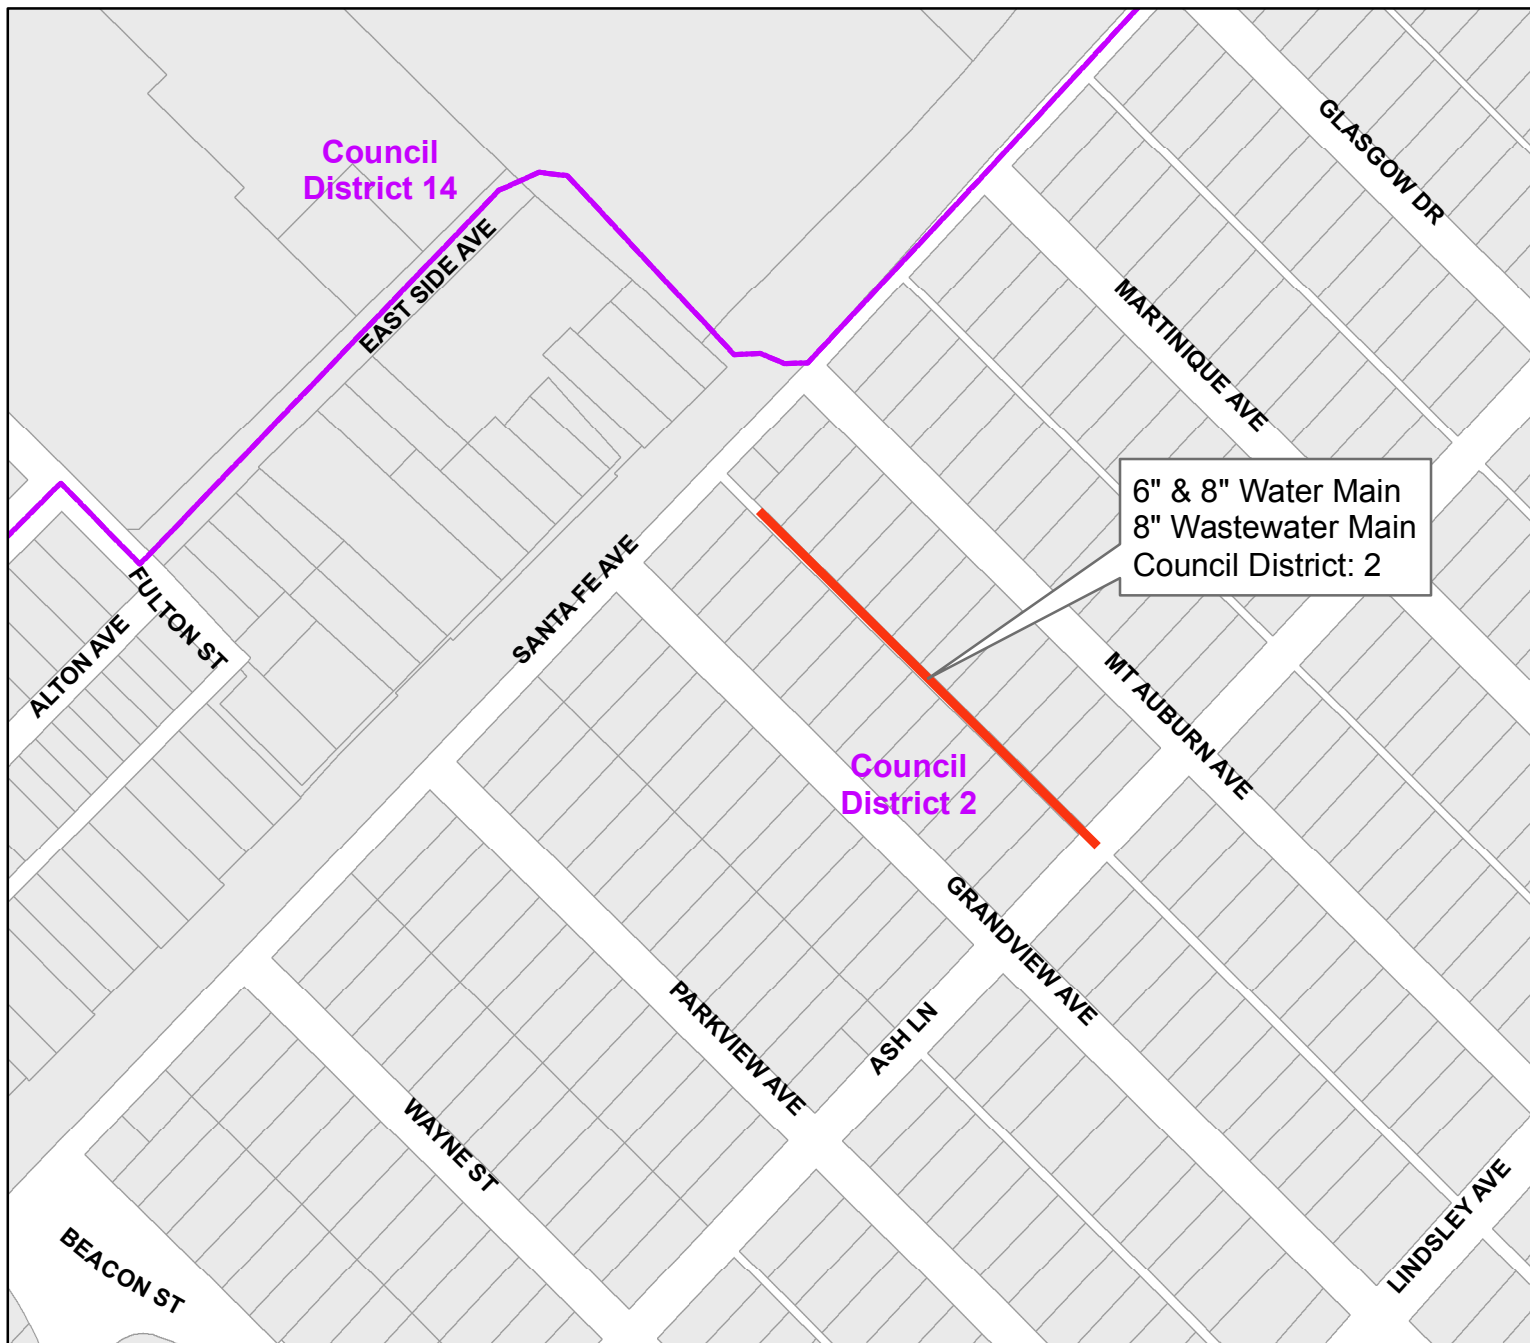 GLASGOW DR
Council
District 14
EAST SIDE AVE
MARTINIQUE AVE
6" & 8" Water Main
8" Wastewater Main
Council District: 2
SANTA FE AVE
FULTON ST
ALTON AVE
MT AUBURN AVE
Council
District 2
GRANDVIEW AVE
PARKVIEW AVE
ASH LN
WAYNE ST
LINDSLEY AVE
BEACON ST